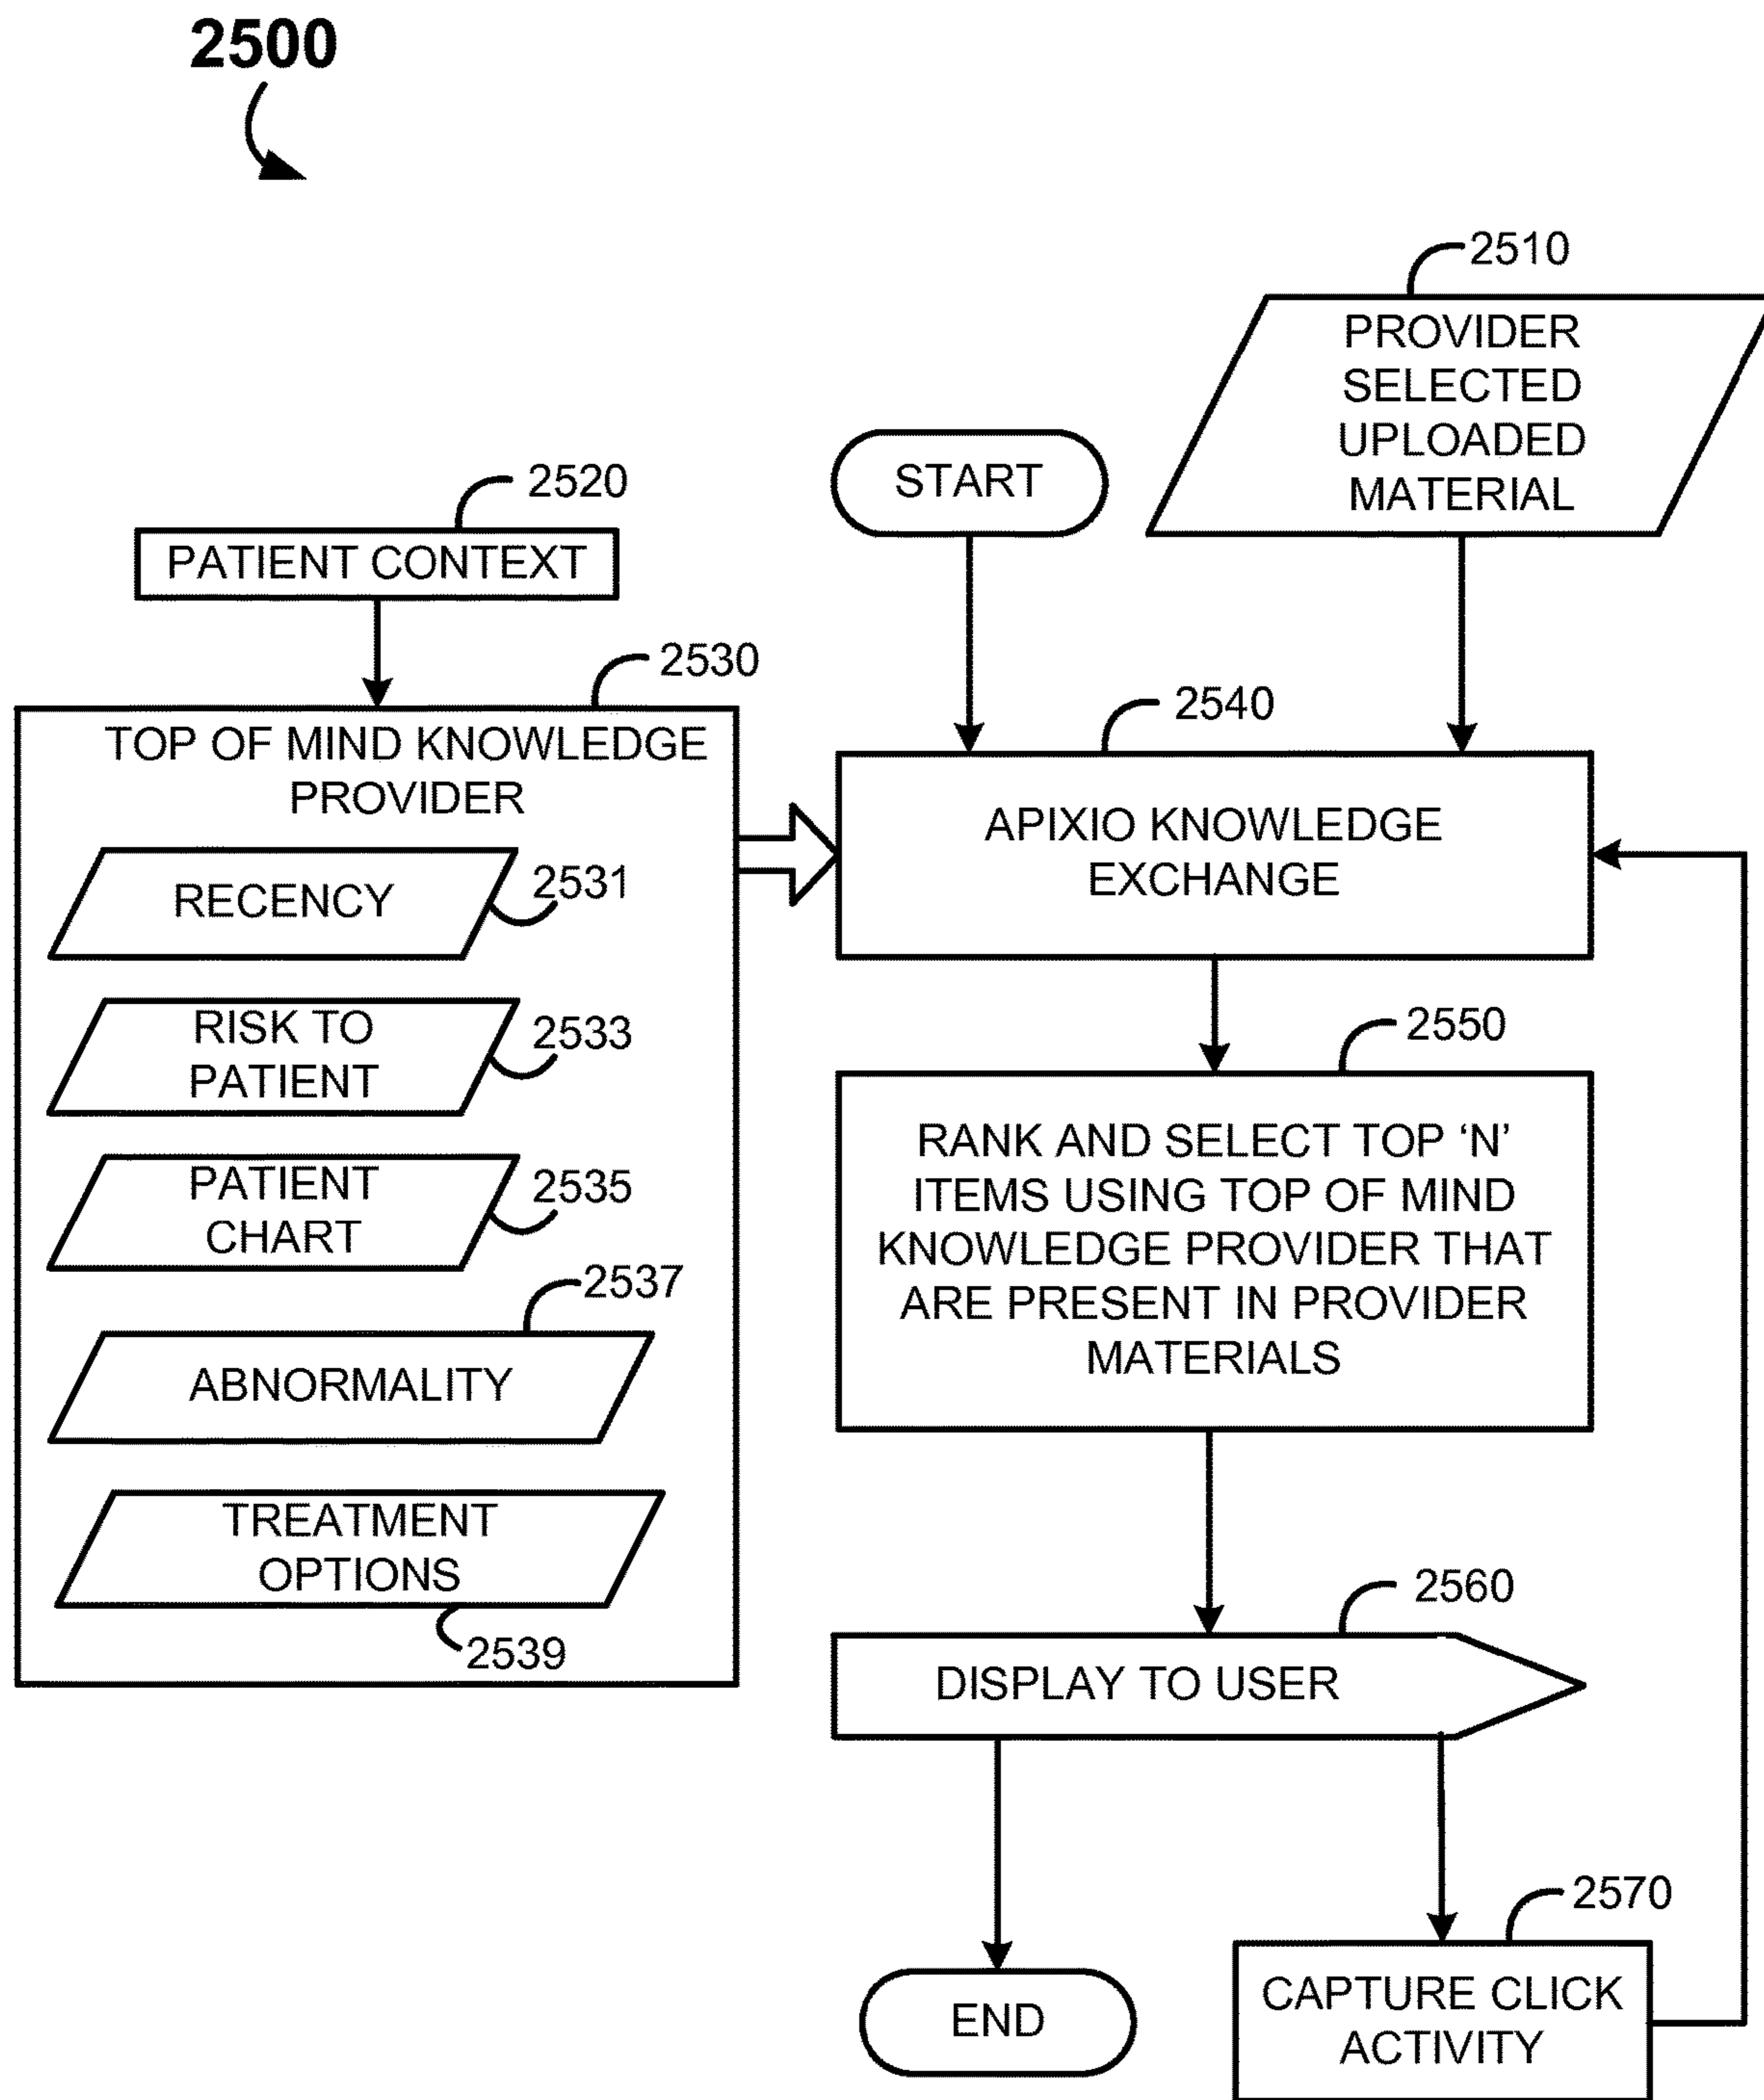 2500
2510
PROVIDER
SELECTED
UPLOADED
MATERIAL
START
2520
PATIENT CONTEXT
2530
TOP OF MIND KNOWLEDGE
PROVIDER
RECENCY
2531
RISK TO
PATIENT
2533
PATIENT
CHART
2535
2537
ABNORMALITY
TREATMENT
OPTIONS
2539
2540
APIXIO KNOWLEDGE
EXCHANGE
2550
RANK AND SELECT TOP ‘N’
ITEMS USING TOP OF MIND
KNOWLEDGE PROVIDER THAT
ARE PRESENT IN PROVIDER
MATERIALS
2560
DISPLAY TO USER
2570
CAPTURE CLICK
ACTIVITY
END